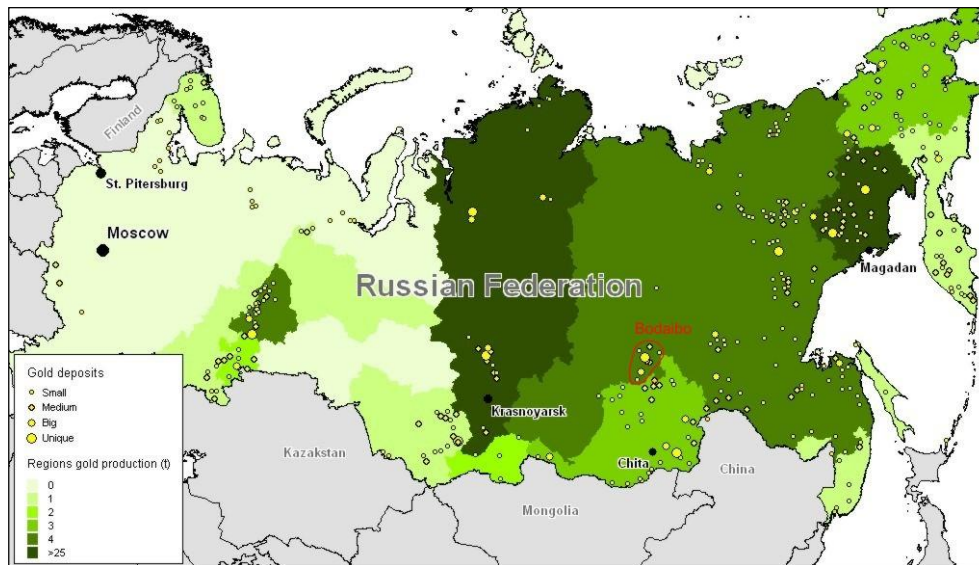 Finland
St. Pitersburg
Moscow
Russian Federation
Magadan
Bodaibo
Krasnoyarsk
Chita
Kazakstan
China
Mongolia
Gold deposits
Small
Medium
Big
Unique
Regions gold production (t)
0
1
2
3
4
>25